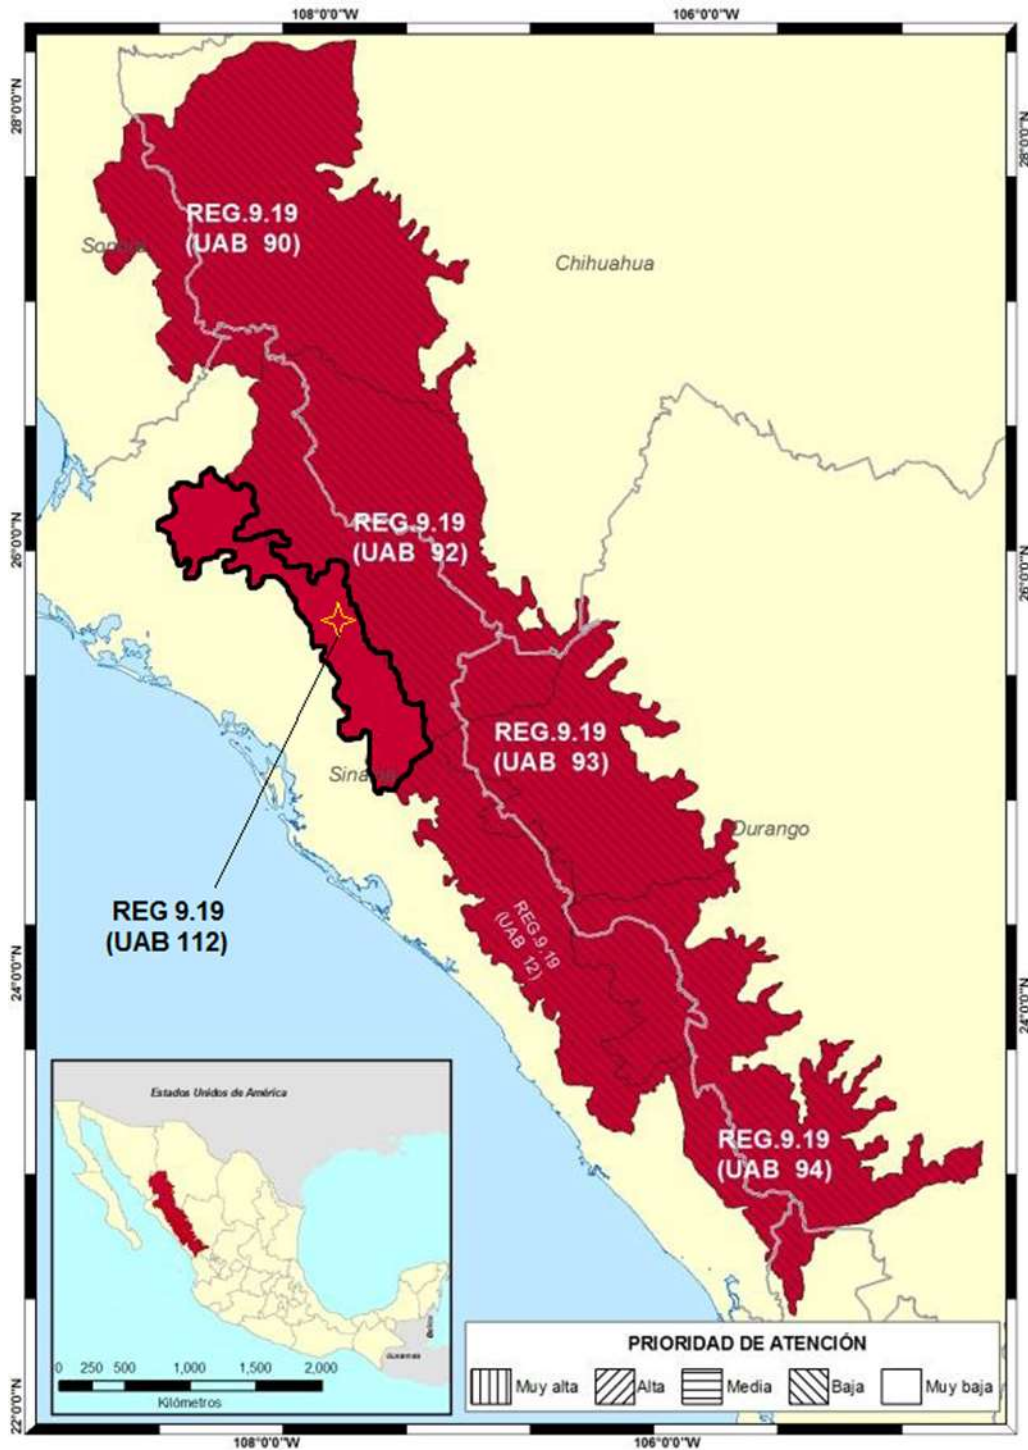 108°0'0"W
106°0'0"W
28°0'0"N
28°0'0"N
REG.9.19
(UAB 90)
Chihuahua
REG.9.19
(UAB 92)
26°0'0"N
26°0'0"N
REG.9.19
(UAB 93)
Durango
REG 9.19
(UAB 112)
REG.9.19
(UAB 12)
24°0'0"N
24°0'0"N
REG.9.19
(UAB 94)
Estados Unidos de América
Belice
Guatemala
0 250 500 1,000 1,500 2,000
Kilómetros
PRIORIDAD DE ATENCIÓN
Muy alta
Alta
Media
Baja
Muy baja
22°0'0"N
108°0'0"W
106°0'0"W